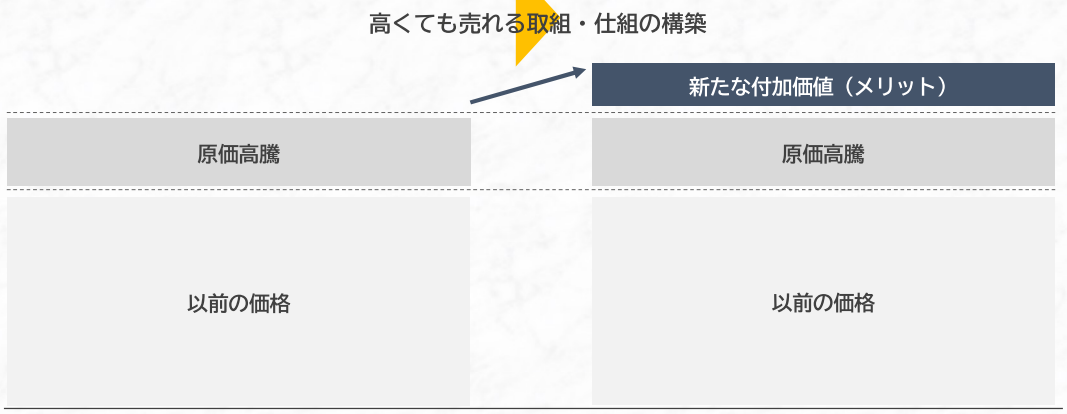 高くても売れる取組・仕組の構築
新たな付加価値（メリット）
原価高騰
原価高騰
以前の価格
以前の価格